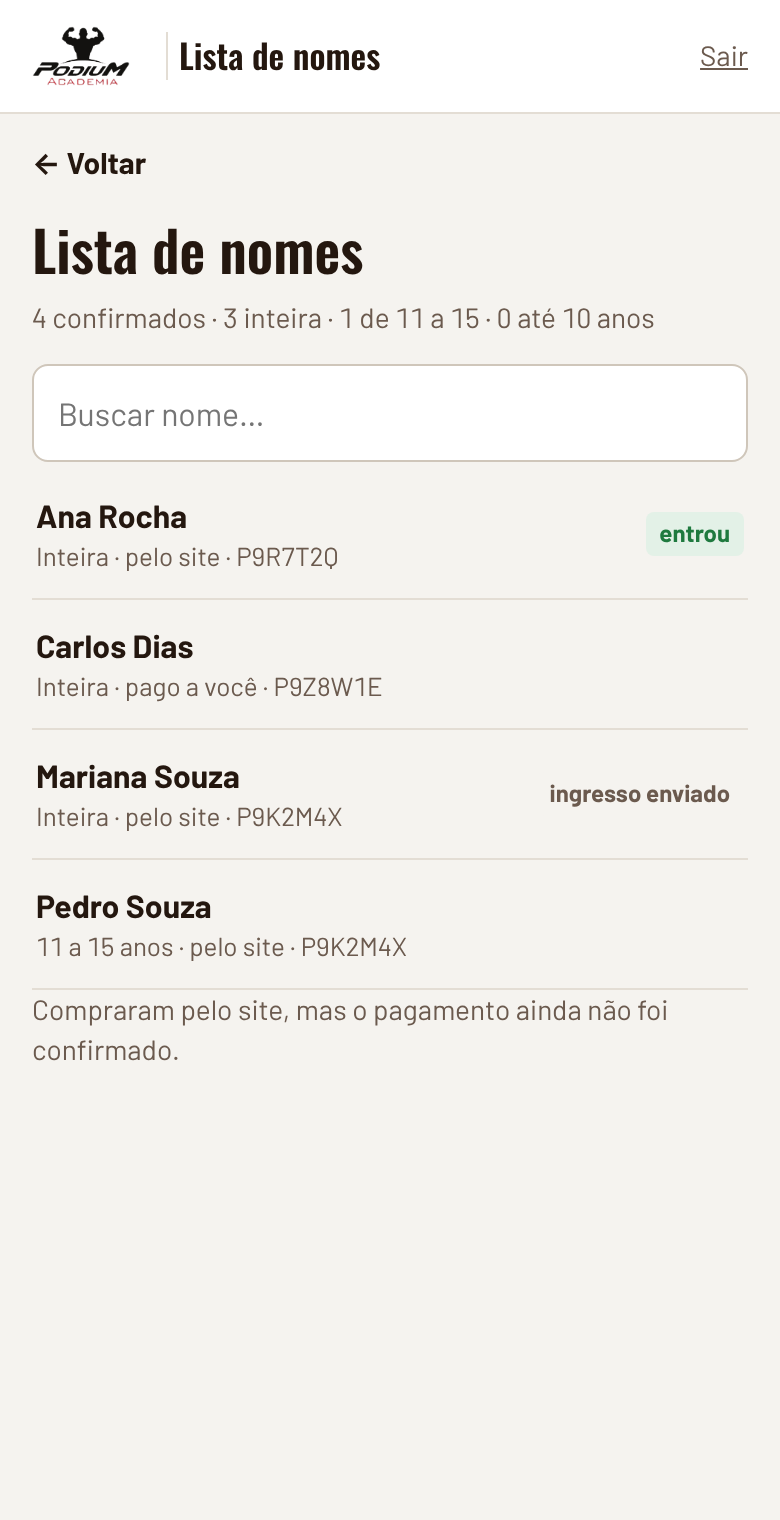 PODIUM
ACADEMIA
Lista de nomes
Sair
← Voltar
Lista de nomes
4 confirmados · 3 inteira · 1 de 11 a 15 · 0 até 10 anos
Buscar nome...
Ana Rocha
entrou
Inteira · pelo site · P9R7T2Q
Carlos Dias
Inteira · pago a você · P9Z8W1E
Mariana Souza
ingresso enviado
Inteira · pelo site · P9K2M4X
Pedro Souza
11 a 15 anos · pelo site · P9K2M4X
Compraram pelo site, mas o pagamento ainda não foi
confirmado.